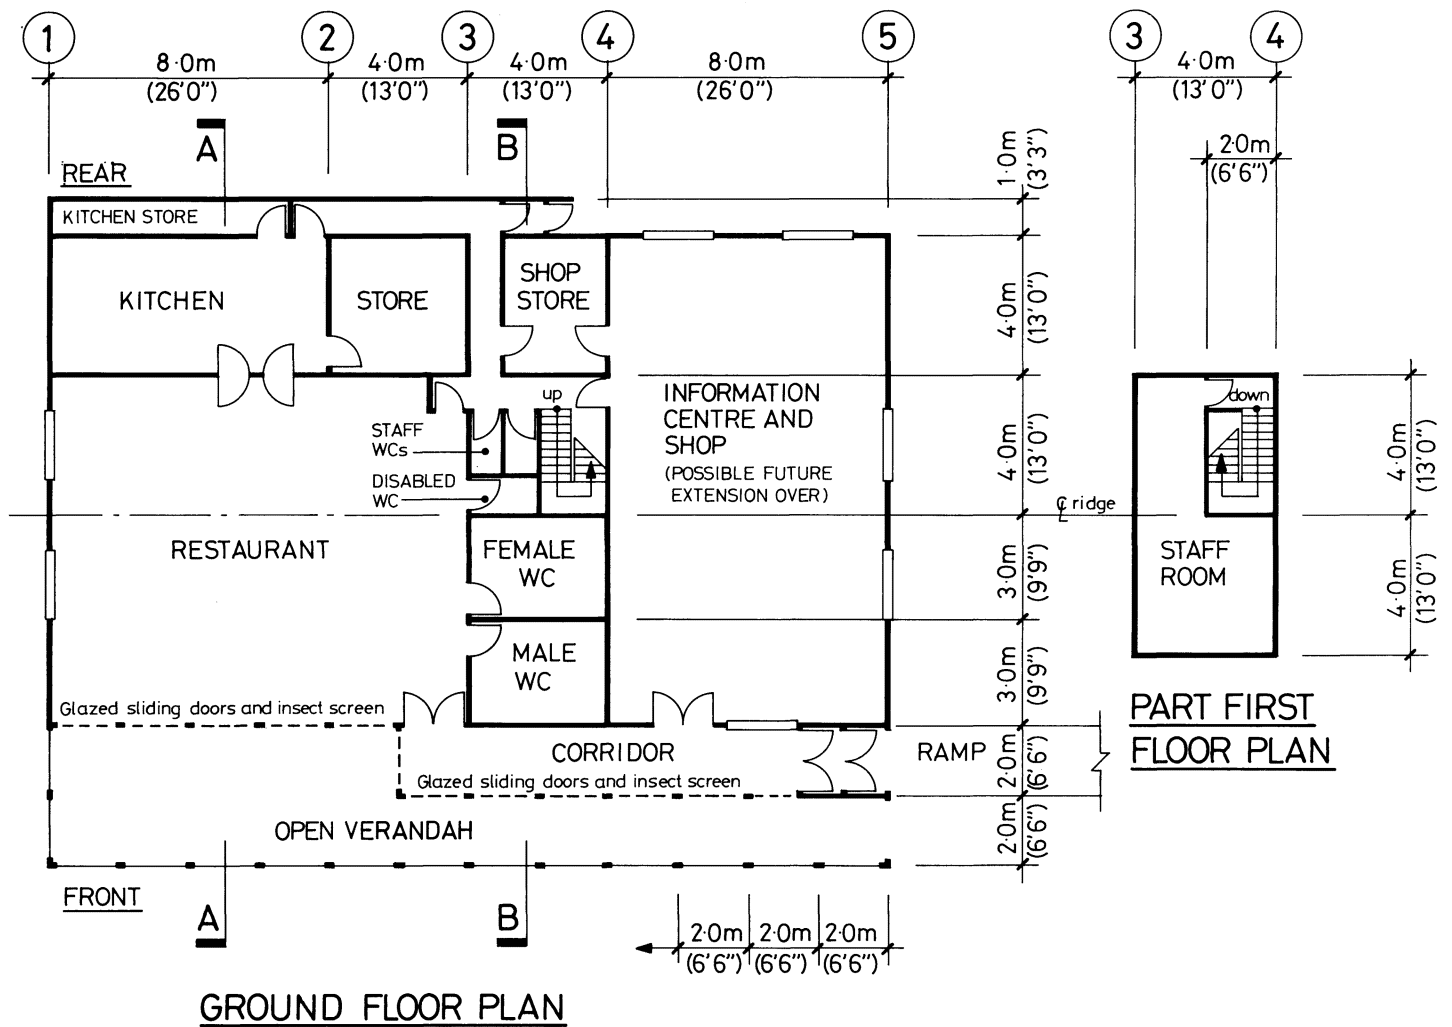 1 2 3 4 5 3 4
8·0m 4·0m 4·0m 8·0m 4·0m
(26'0") (13'0") (13'0") (26'0") (13'0")
A B
2·0m
(6'6")
1·0m
(3'3")
REAR
KITCHEN STORE
KITCHEN
STORE
SHOP
STORE
4·0m
(13'0")
INFORMATION
CENTRE AND
SHOP
(POSSIBLE FUTURE
EXTENSION OVER)
up
down
STAFF
WCs
DISABLED
WC
4·0m
(13'0")
4·0m
(13'0")
℄ ridge
RESTAURANT
FEMALE
WC
STAFF
ROOM
3·0m
(9'9")
4·0m
(13'0")
MALE
WC
3·0m
(9'9")
Glazed sliding doors and insect screen
CORRIDOR
RAMP
Glazed sliding doors and insect screen
2·0m
(6'6")
PART FIRST
FLOOR PLAN
OPEN VERANDAH
2·0m
(6'6")
FRONT
A B
2·0m 2·0m 2·0m
(6'6") (6'6") (6'6")
GROUND FLOOR PLAN